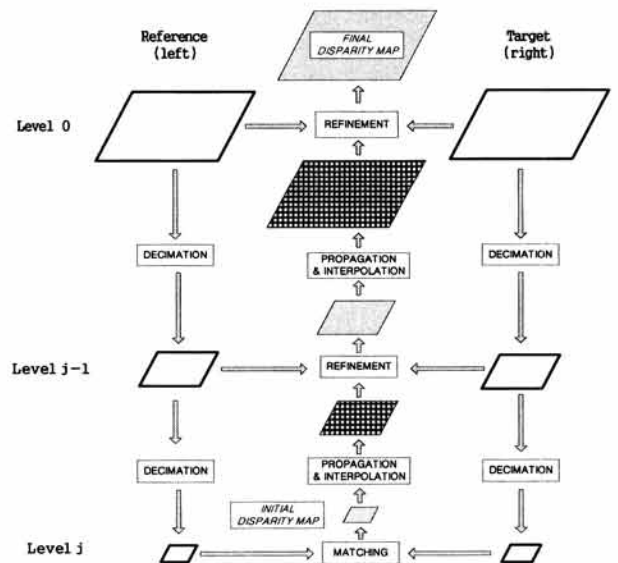 Reference
(left)
FINAL
DISPARITY MAP
Target
(right)
Level 0
REFINEMENT
DECIMATION
PROPAGATION
& INTERPOLATION
DECIMATION
Level j-1
REFINEMENT
DECIMATION
PROPAGATION
& INTERPOLATION
DECIMATION
INITIAL
DISPARITY MAP
Level j
MATCHING